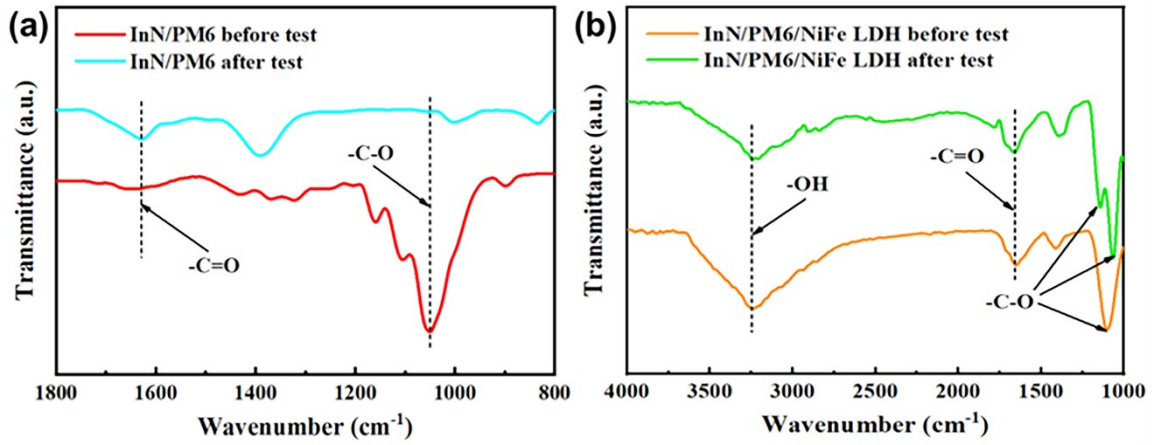 (a)
InN/PM6 before test
InN/PM6 after test
-C-O
-C=O
Transmittance (a.u.)
1800 1600 1400 1200 1000 800
Wavenumber (cm⁻¹)
(b)
InN/PM6/NiFe LDH before test
InN/PM6/NiFe LDH after test
-C=O
-OH
-C-O
Transmittance (a.u.)
4000 3500 3000 2500 2000 1500 1000
Wavenumber (cm⁻¹)